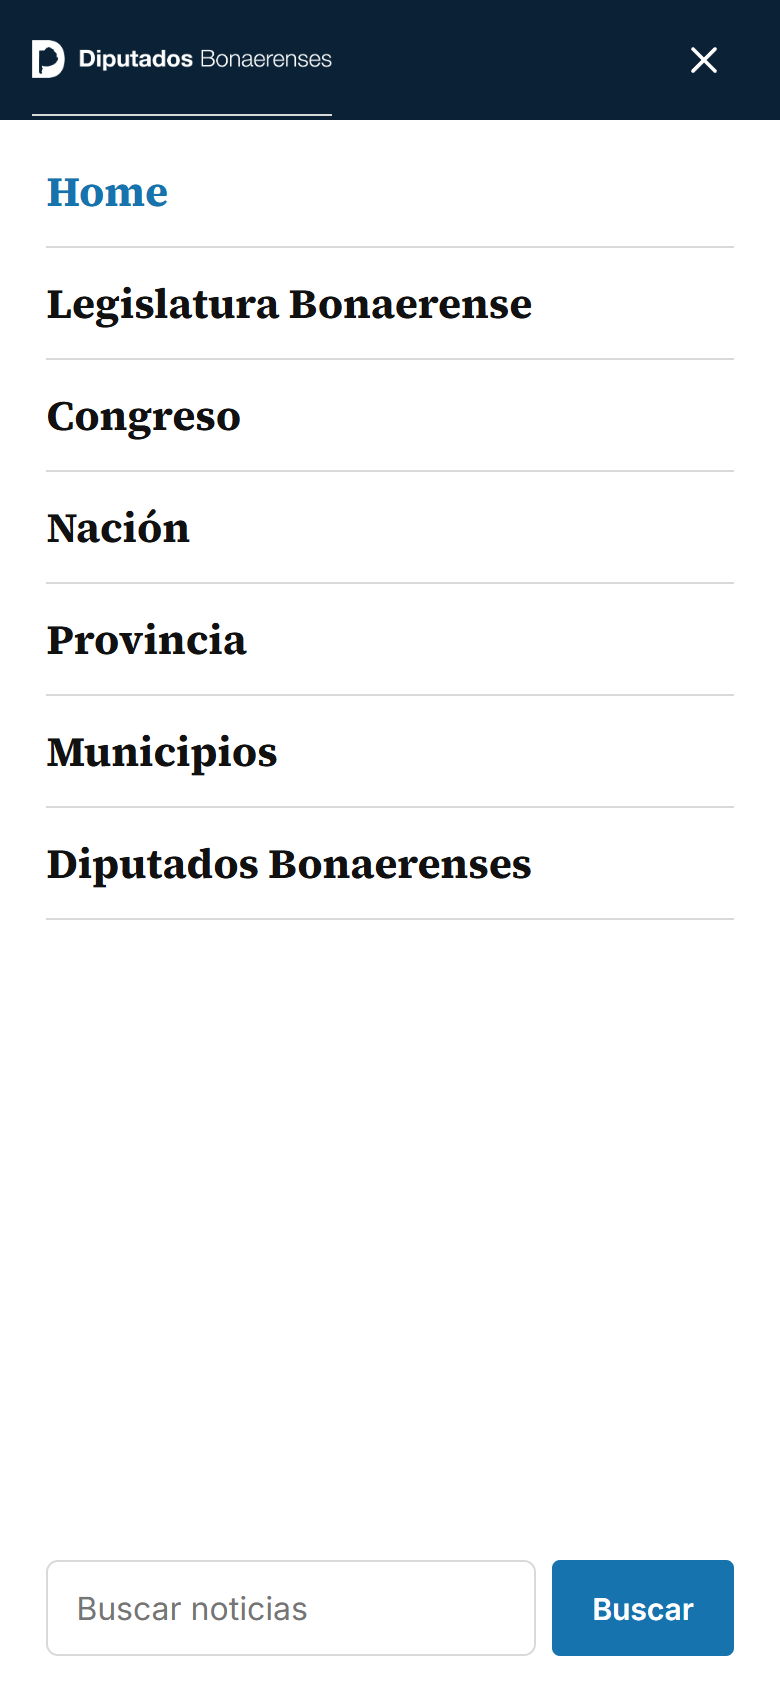 Diputados Bonaerenses
Home
Legislatura Bonaerense
Congreso
Nación
Provincia
Municipios
Diputados Bonaerenses
Buscar noticias
Buscar